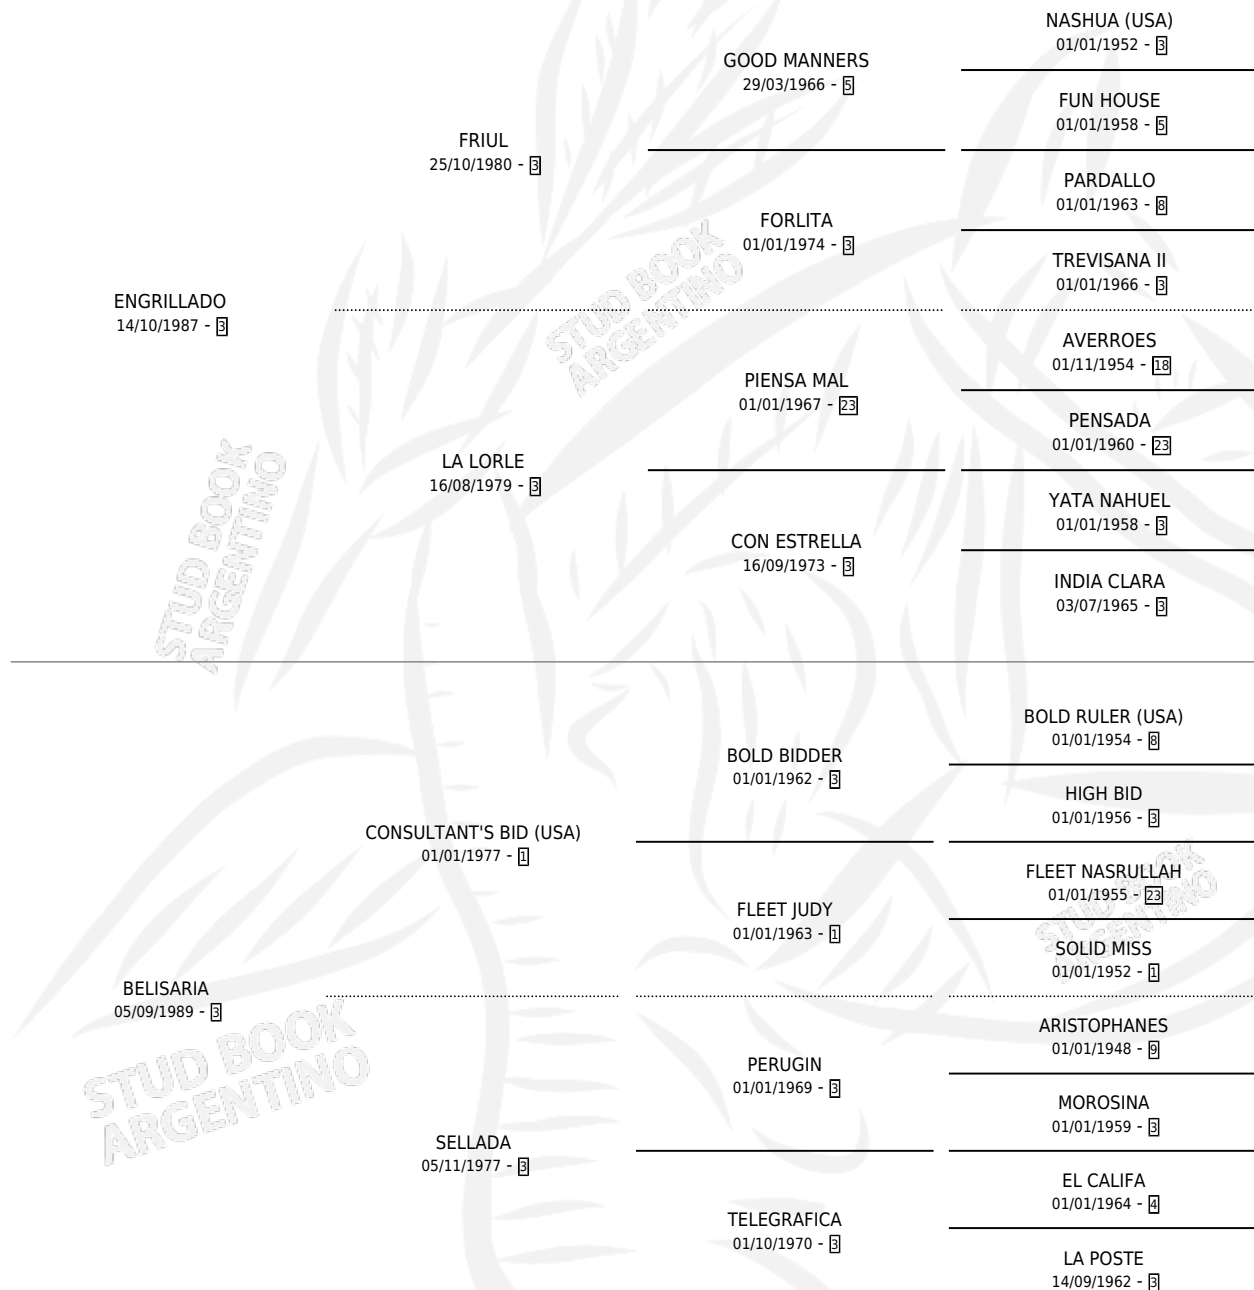 NASHUA (USA)
01/01/1952 - 3
GOOD MANNERS
29/03/1966 - 5
FUN HOUSE
01/01/1958 - 5
FRIUL
25/10/1980 - 3
PARDALLO
01/01/1963 - 8
FORLITA
01/01/1974 - 3
TREVISANA II
01/01/1966 - 3
ENGRILLADO
14/10/1987 - 3
AVERROES
01/11/1954 - 18
PIENSA MAL
01/01/1967 - 23
PENSADA
01/01/1960 - 23
LA LORLE
16/08/1979 - 3
YATA NAHUEL
01/01/1958 - 3
CON ESTRELLA
16/09/1973 - 3
INDIA CLARA
03/07/1965 - 3
BOLD RULER (USA)
01/01/1954 - 8
BOLD BIDDER
01/01/1962 - 3
HIGH BID
01/01/1956 - 3
CONSULTANT'S BID (USA)
01/01/1977 - 1
FLEET NASRULLAH
01/01/1955 - 23
FLEET JUDY
01/01/1963 - 1
SOLID MISS
01/01/1952 - 1
BELISARIA
05/09/1989 - 3
ARISTOPHANES
01/01/1948 - 9
PERUGIN
01/01/1969 - 3
MOROSINA
01/01/1959 - 3
SELLADA
05/11/1977 - 3
EL CALIFA
01/01/1964 - 4
TELEGRAFICA
01/10/1970 - 3
LA POSTE
14/09/1962 - 3
STUD BOOK
ARGENTINO
STUD BOOK
ARGENTINO
STUD BOOK
ARGENTINO
STUD BOOK
ARGENTINO